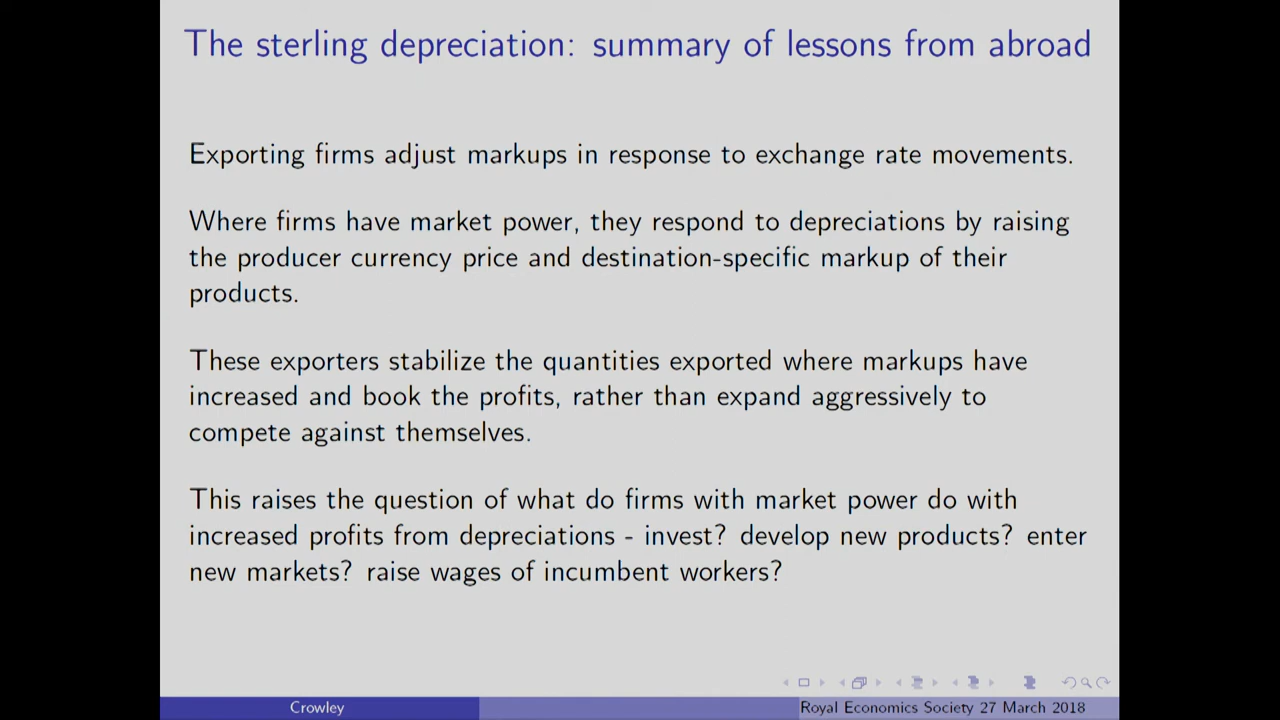 The sterling depreciation: summary of lessons from abroad
Exporting firms adjust markups in response to exchange rate movements.
Where firms have market power, they respond to depreciations by raising
the producer currency price and destination-specific markup of their
products.
These exporters stabilize the quantities exported where markups have
increased and book the profits, rather than expand aggressively to
compete against themselves.
This raises the question of what do firms with market power do with
increased profits from depreciations - invest? develop new products? enter
new markets? raise wages of incumbent workers?
Crowley
Royal Economics Society 27 March 2018